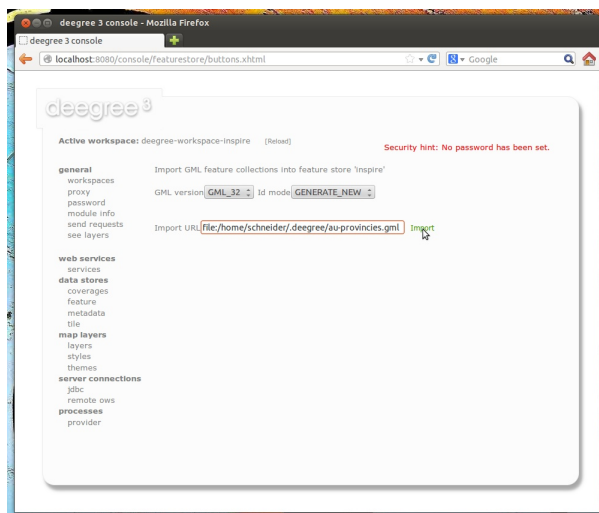 deegree 3 console - Mozilla Firefox
deegree 3 console
localhost:8080/console/featurestore/buttons.xhtml
Google
deegree 3
Active workspace: deegree-workspace-inspire [Reload]
Security hint: No password has been set.
general
workspaces
proxy
password
module info
send requests
see layers
web services
services
data stores
coverages
feature
metadata
tile
map layers
layers
styles
themes
server connections
jdbc
remote ows
processes
provider
Import GML feature collections into feature store 'inspire'
GML version GML_32 Id mode GENERATE_NEW
Import URL file:/home/schneider/.deegree/au-provincies.gml Import